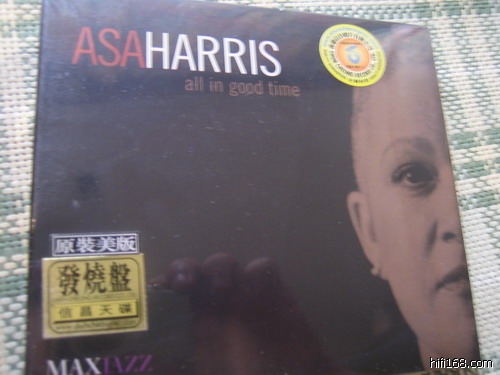 ASAHARRIS
all in good time
原裝美版
發燒盤
信昌天碟
MAXJAZZ
hifi168.com